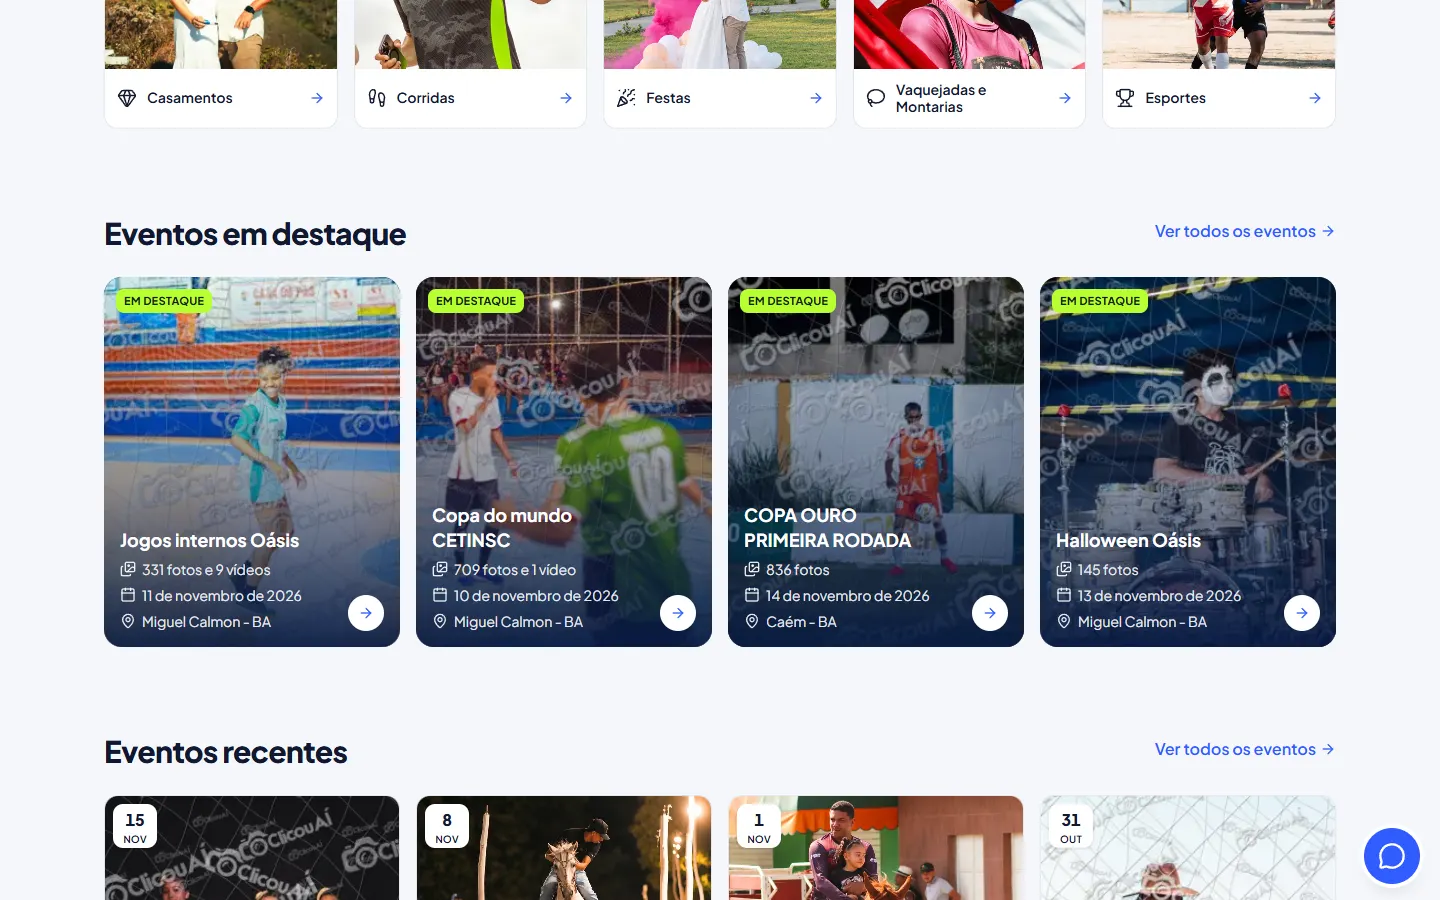 Casamentos
Corridas
Festas
Vaquejadas e
Montarias
Esportes
Eventos em destaque
Ver todos os eventos →
EM DESTAQUE
Jogos internos Oásis
331 fotos e 9 vídeos
11 de novembro de 2026
Miguel Calmon - BA
EM DESTAQUE
Copa do mundo
CETINSC
709 fotos e 1 vídeo
10 de novembro de 2026
Miguel Calmon - BA
EM DESTAQUE
COPA OURO
PRIMEIRA RODADA
836 fotos
14 de novembro de 2026
Caém - BA
EM DESTAQUE
Halloween Oásis
145 fotos
13 de novembro de 2026
Miguel Calmon - BA
Eventos recentes
Ver todos os eventos →
15
NOV
ClicouAí
8
NOV
1
NOV
31
OUT